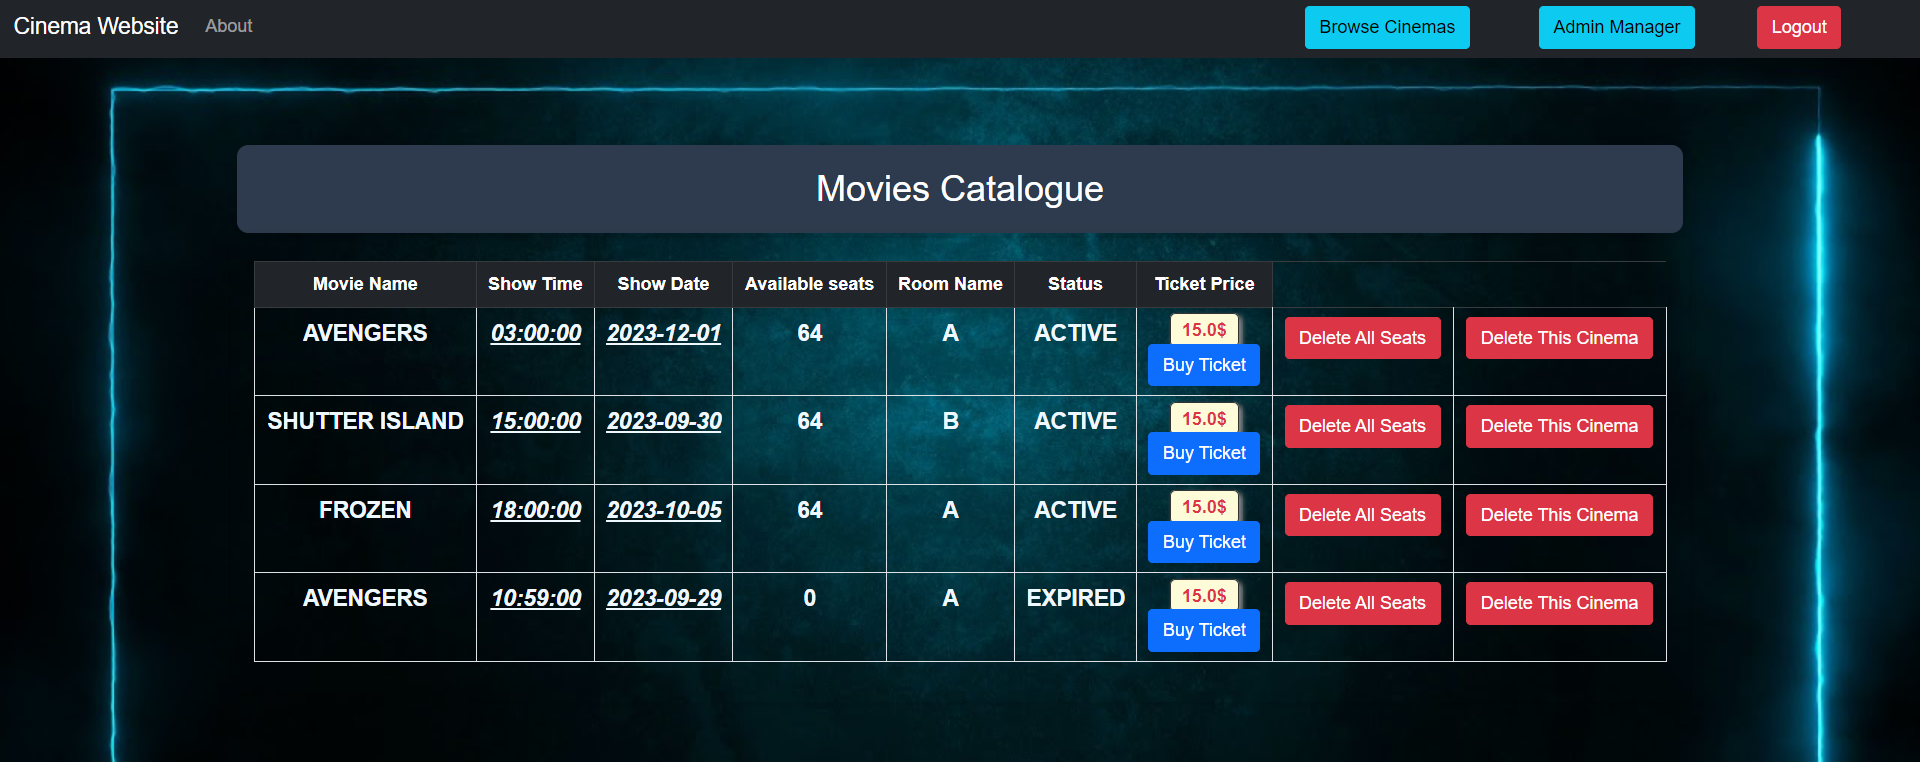 Cinema Website About Browse Cinemas Admin Manager Logout
Movies Catalogue
Movie Name Show Time Show Date Available seats Room Name Status Ticket Price
AVENGERS 03:00:00 2023-12-01 64 A ACTIVE 15.0$ Delete All Seats Delete This Cinema
Buy Ticket
SHUTTER ISLAND 15:00:00 2023-09-30 64 B ACTIVE 15.0$ Delete All Seats Delete This Cinema
Buy Ticket
FROZEN 18:00:00 2023-10-05 64 A ACTIVE 15.0$ Delete All Seats Delete This Cinema
Buy Ticket
AVENGERS 10:59:00 2023-09-29 0 A EXPIRED 15.0$ Delete All Seats Delete This Cinema
Buy Ticket